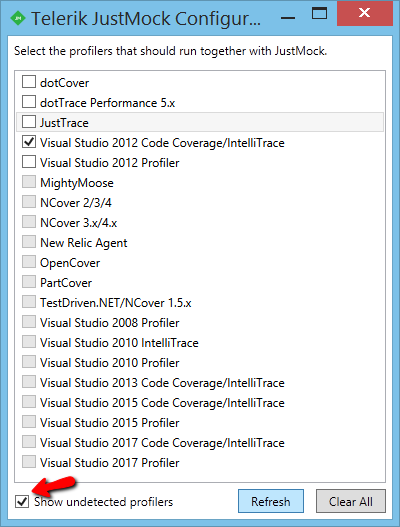 Telerik JustMock Configur...
Select the profilers that should run together with JustMock.
dotCover
dotTrace Performance 5.x
JustTrace
Visual Studio 2012 Code Coverage/IntelliTrace
Visual Studio 2012 Profiler
MightyMoose
NCover 2/3/4
NCover 3.x/4.x
New Relic Agent
OpenCover
PartCover
TestDriven.NET/NCover 1.5.x
Visual Studio 2008 Profiler
Visual Studio 2010 IntelliTrace
Visual Studio 2010 Profiler
Visual Studio 2013 Code Coverage/IntelliTrace
Visual Studio 2015 Code Coverage/IntelliTrace
Visual Studio 2015 Profiler
Visual Studio 2017 Code Coverage/IntelliTrace
Visual Studio 2017 Profiler
Show undetected profilers
Refresh
Clear All